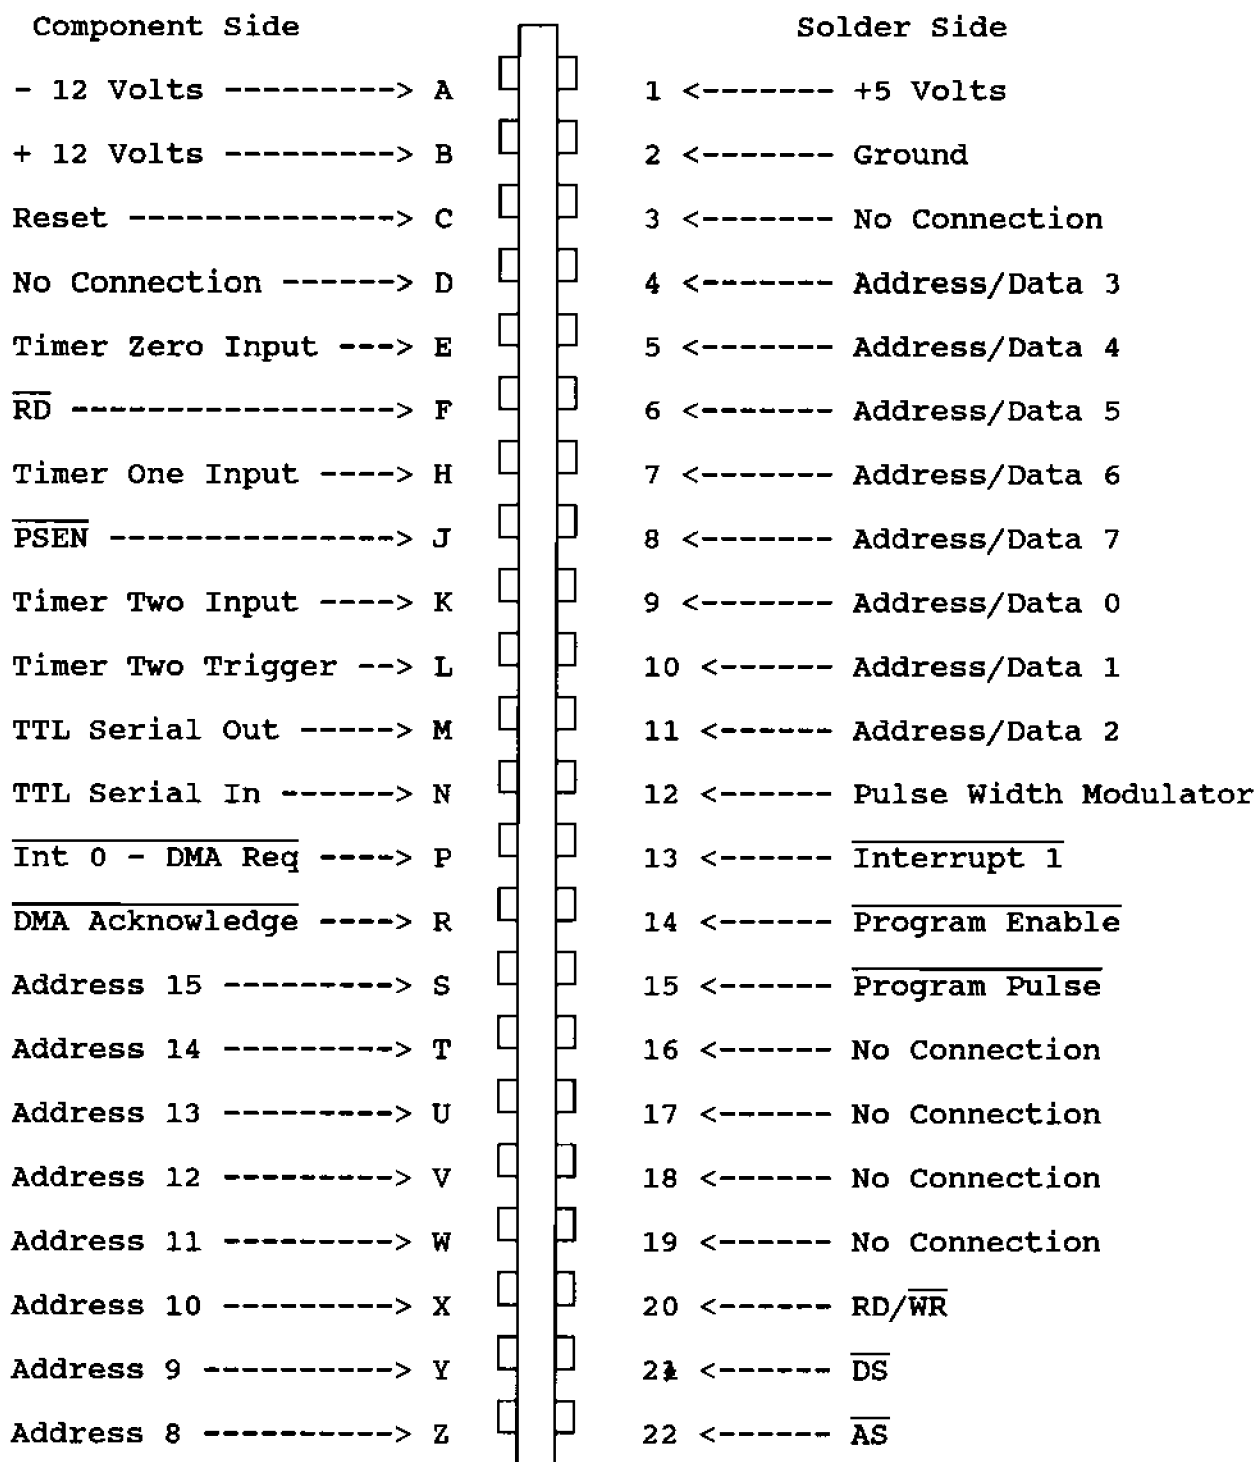 Component Side Solder Side
- 12 Volts ---------> A 1 <------- +5 Volts
+ 12 Volts ---------> B 2 <------- Ground
Reset --------------> C 3 <------- No Connection
No Connection ------> D 4 <------- Address/Data 3
Timer Zero Input ---> E 5 <------- Address/Data 4
RD -----------------> F 6 <------- Address/Data 5
Timer One Input ----> H 7 <------- Address/Data 6
PSEN ---------------> J 8 <------- Address/Data 7
Timer Two Input ----> K 9 <------- Address/Data 0
Timer Two Trigger --> L 10 <------ Address/Data 1
TTL Serial Out -----> M 11 <------ Address/Data 2
TTL Serial In ------> N 12 <------ Pulse Width Modulator
Int 0 - DMA Req ----> P 13 <------ Interrupt 1
DMA Acknowledge ----> R 14 <------ Program Enable
Address 15 ---------> S 15 <------ Program Pulse
Address 14 ---------> T 16 <------ No Connection
Address 13 ---------> U 17 <------ No Connection
Address 12 ---------> V 18 <------ No Connection
Address 11 ---------> W 19 <------ No Connection
Address 10 ---------> X 20 <------ RD/WR
Address 9 ----------> Y 21 <------ DS
Address 8 ----------> Z 22 <------ AS